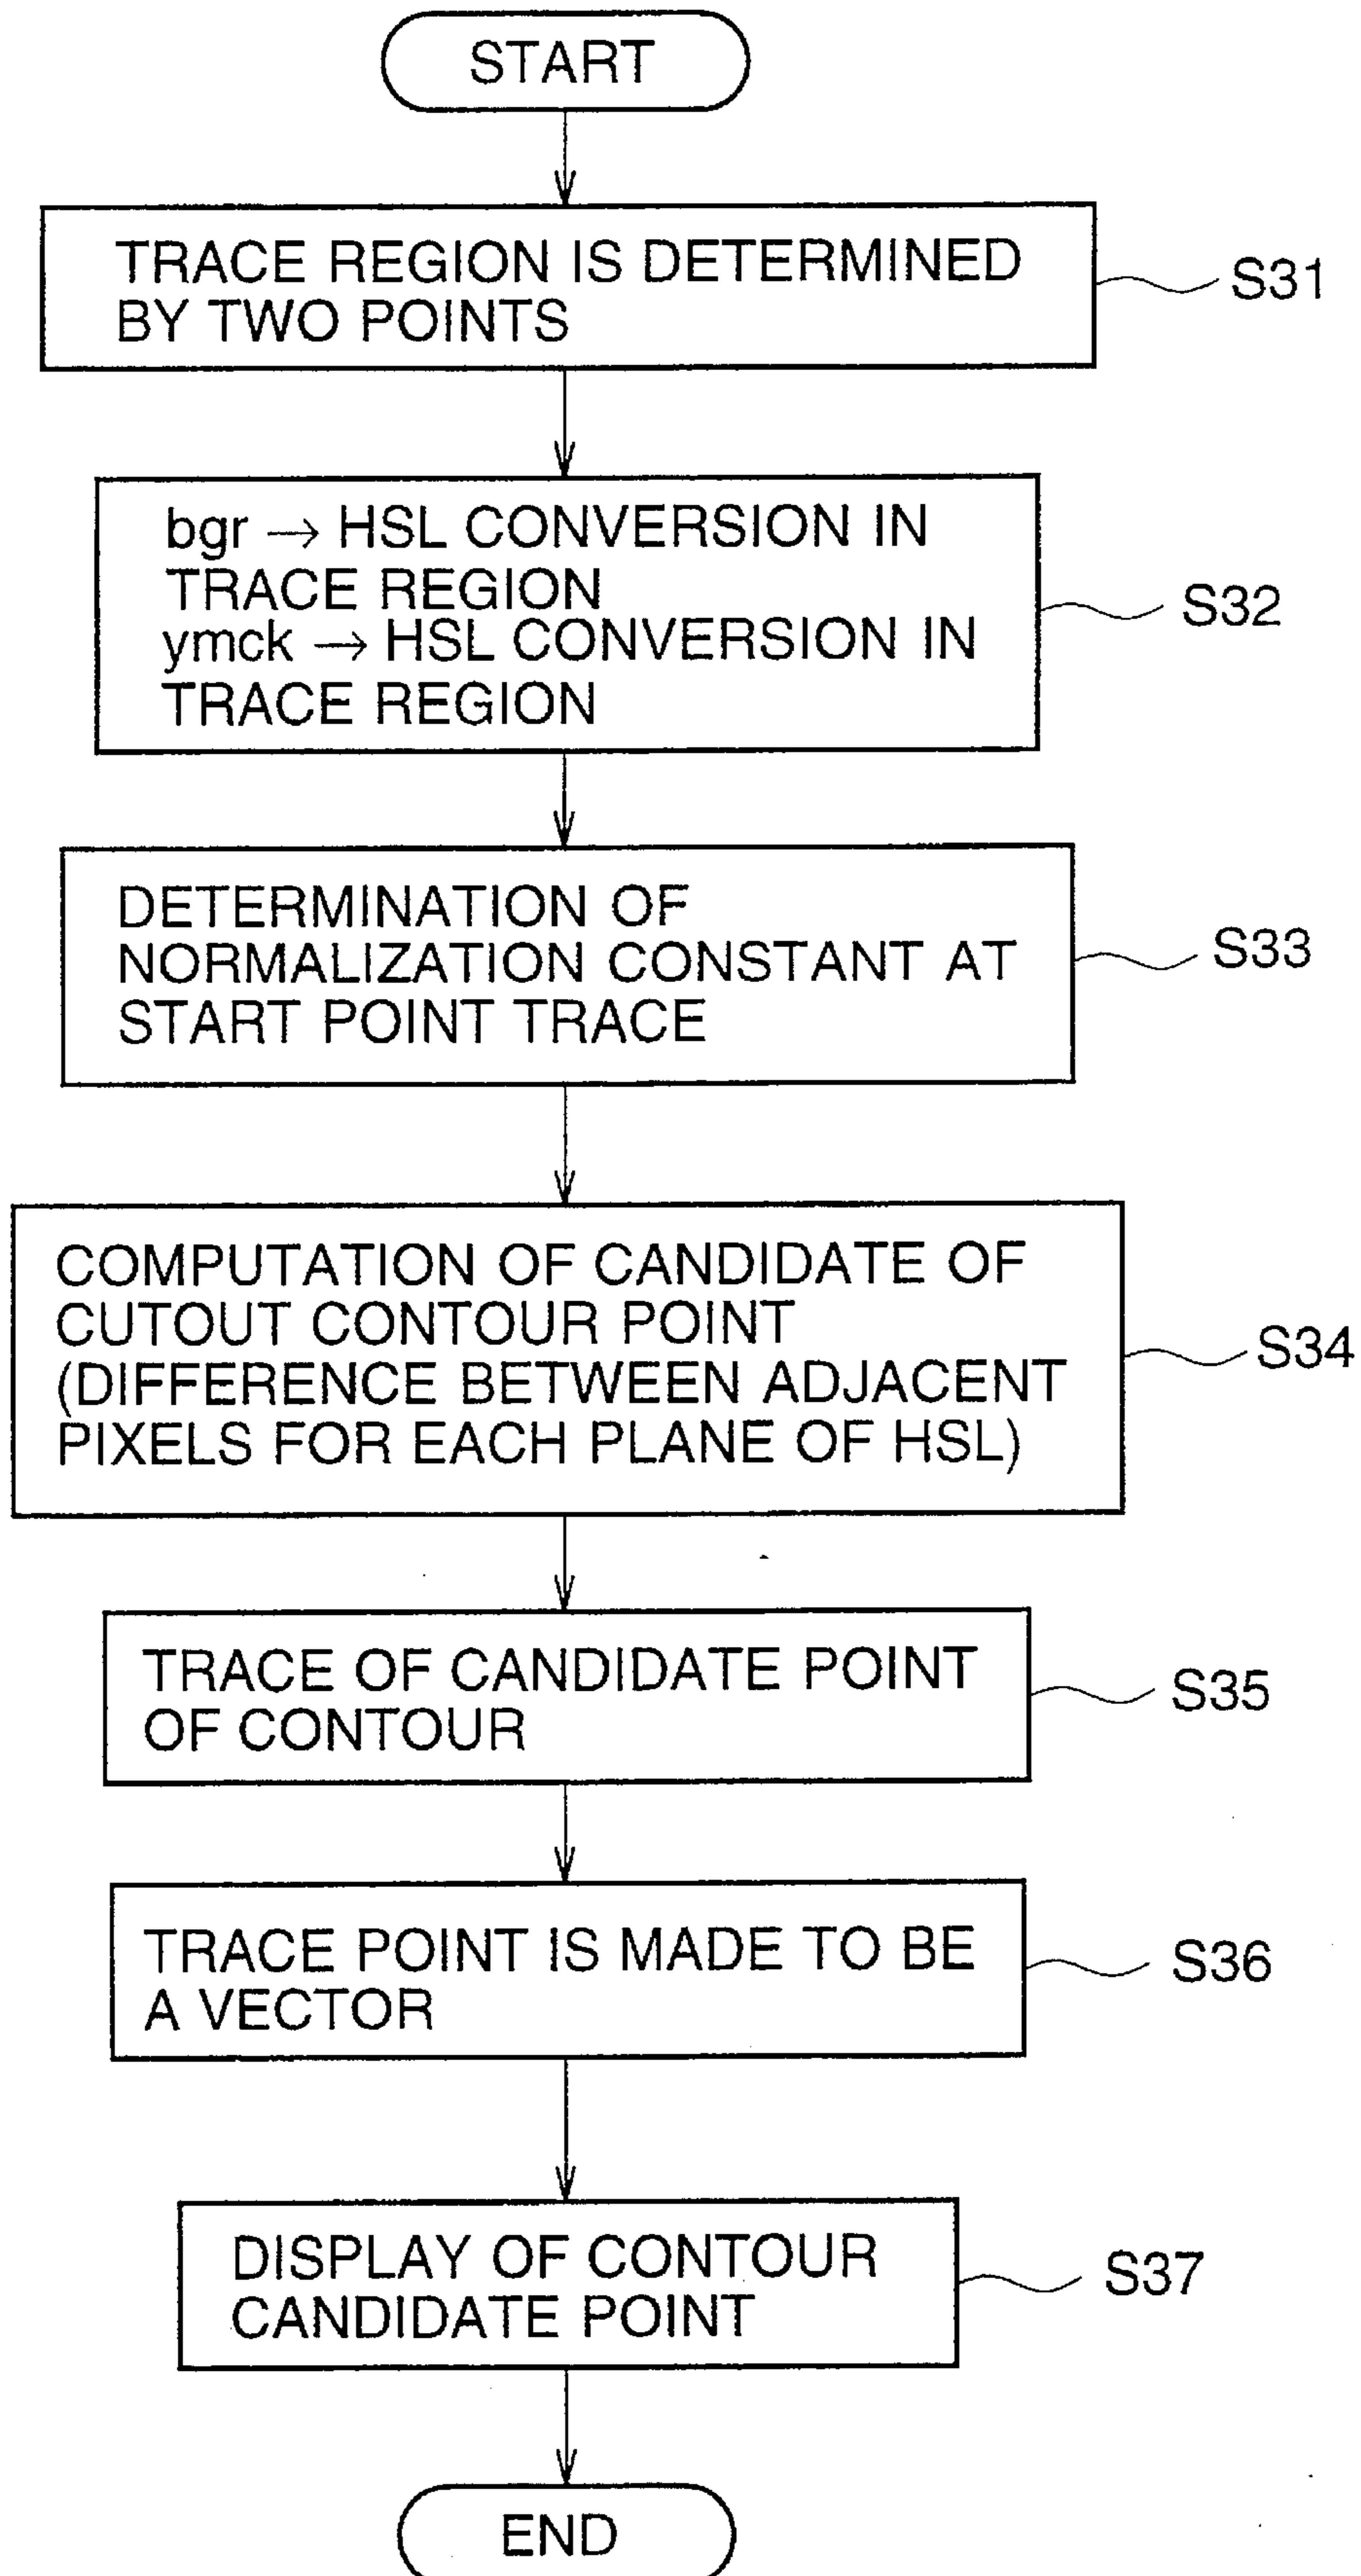 START
TRACE REGION IS DETERMINED
BY TWO POINTS
S31
bgr → HSL CONVERSION IN
TRACE REGION
ymck → HSL CONVERSION IN
TRACE REGION
S32
DETERMINATION OF
NORMALIZATION CONSTANT AT
START POINT TRACE
S33
COMPUTATION OF CANDIDATE OF
CUTOUT CONTOUR POINT
(DIFFERENCE BETWEEN ADJACENT
PIXELS FOR EACH PLANE OF HSL)
S34
TRACE OF CANDIDATE POINT
OF CONTOUR
S35
TRACE POINT IS MADE TO BE
A VECTOR
S36
DISPLAY OF CONTOUR
CANDIDATE POINT
S37
END